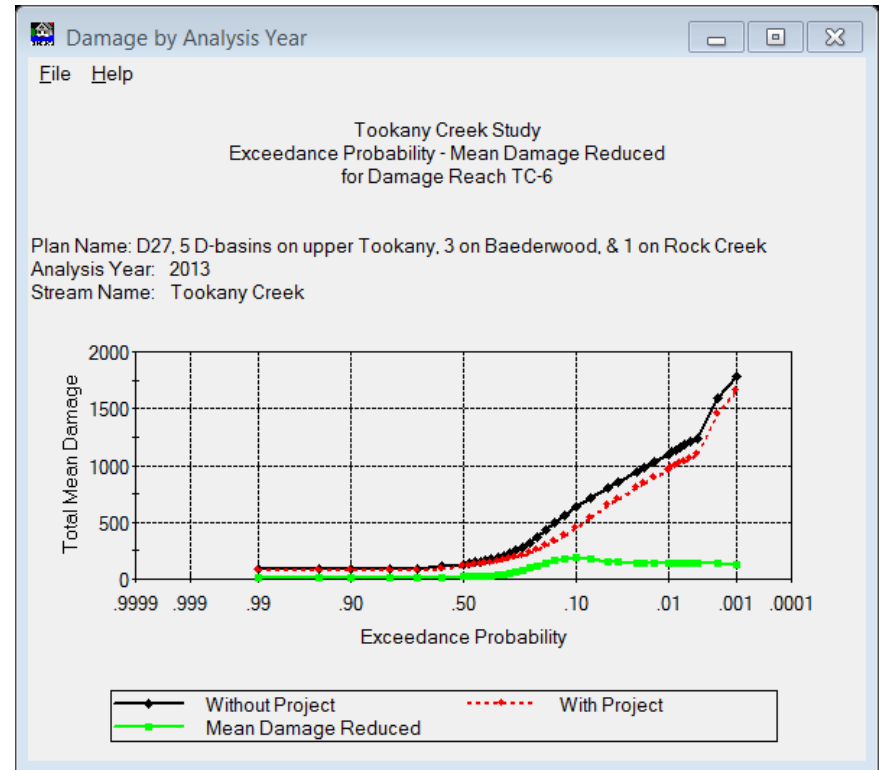 Damage by Analysis Year
File Help
Tookany Creek Study
Exceedance Probability - Mean Damage Reduced
for Damage Reach TC-6
Plan Name: D27, 5 D-basins on upper Tookany, 3 on Baederwood, & 1 on Rock Creek
Analysis Year: 2013
Stream Name: Tookany Creek
2000
1500
1000
500
0
Total Mean Damage
.9999 .999 .99 .90 .50 .10 .01 .001 .0001
Exceedance Probability
Without Project With Project
Mean Damage Reduced